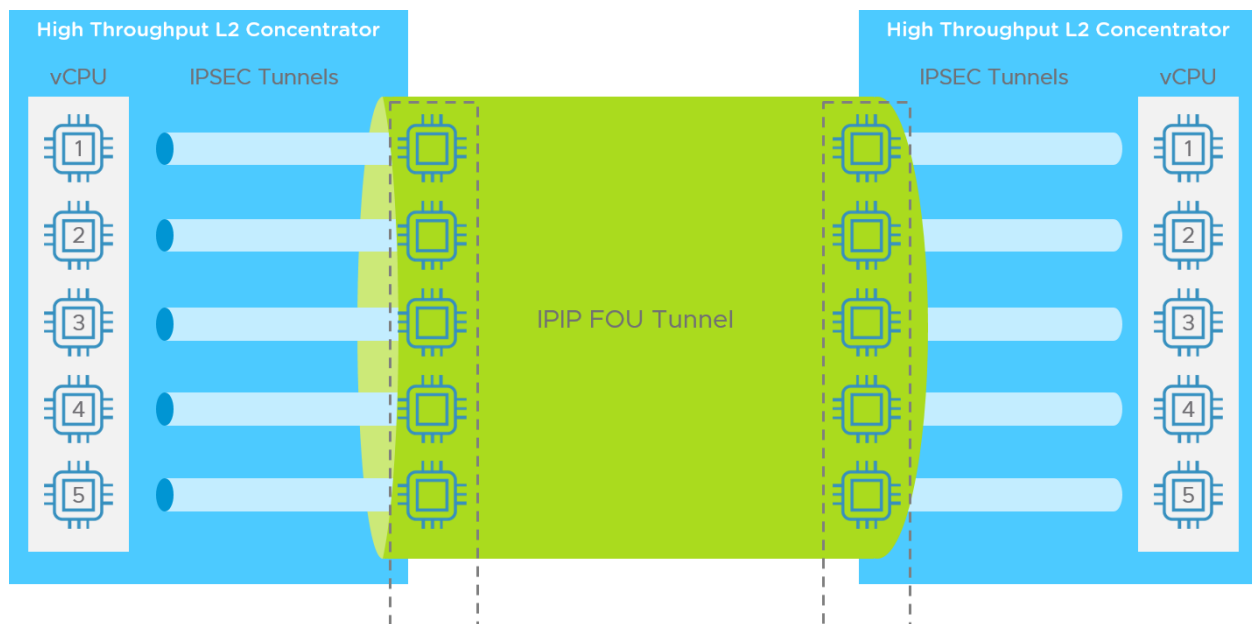 High Throughput L2 Concentrator
vCPU IPSEC Tunnels
1
2
3
4
5
IPIP FOU Tunnel
High Throughput L2 Concentrator
IPSEC Tunnels vCPU
1
2
3
4
5